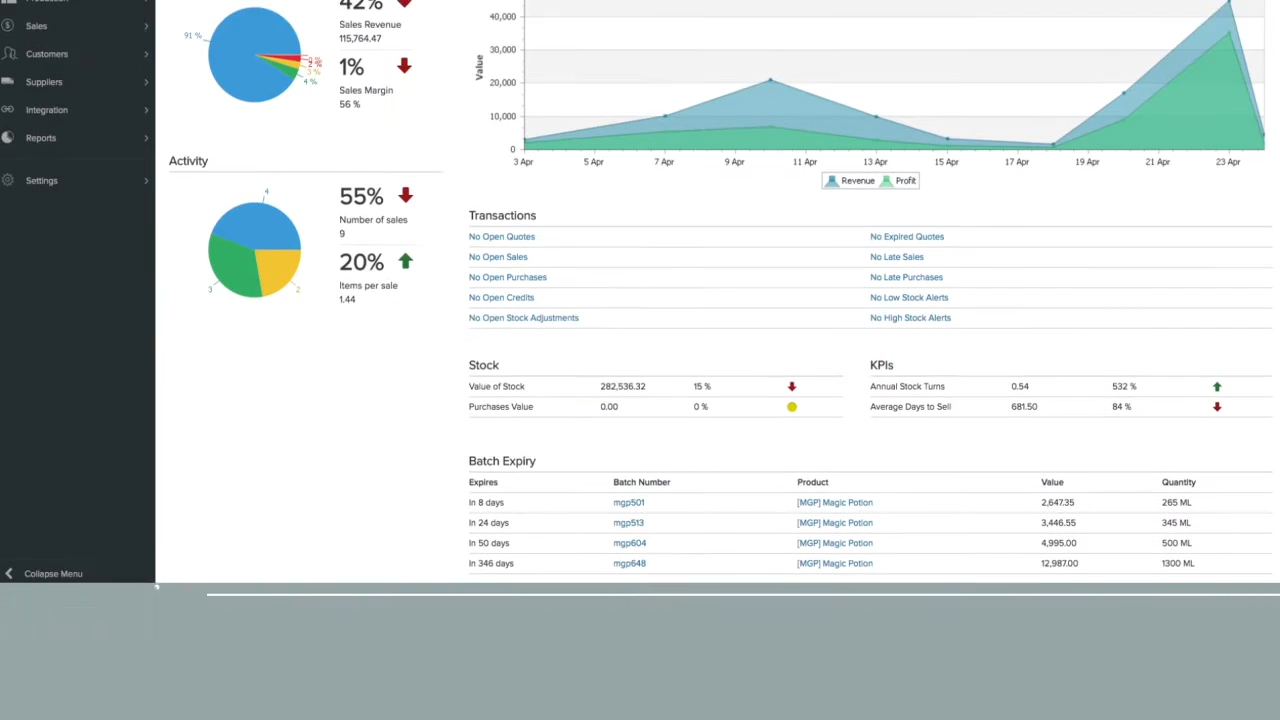 Sales
Customers
Suppliers
Integration
Reports
Settings
Collapse Menu
91 %
2 %
3 %
4 %
42%
Sales Revenue
115,764.47
1%
Sales Margin
56 %
Activity
4
3
2
55%
Number of sales
9
20%
Items per sale
1.44
Value
40,000
30,000
20,000
10,000
0
3 Apr 5 Apr 7 Apr 9 Apr 11 Apr 13 Apr 15 Apr 17 Apr 19 Apr 21 Apr 23 Apr
Revenue Profit
Transactions
No Open Quotes No Expired Quotes
No Open Sales No Late Sales
No Open Purchases No Late Purchases
No Open Credits No Low Stock Alerts
No Open Stock Adjustments No High Stock Alerts
Stock
Value of Stock 282,536.32 15 %
Purchases Value 0.00 0 %
KPIs
Annual Stock Turns 0.54 532 %
Average Days to Sell 681.50 84 %
Batch Expiry
Expires Batch Number Product Value Quantity
In 8 days mgp501 [MGP] Magic Potion 2,647.35 265 ML
In 24 days mgp513 [MGP] Magic Potion 3,446.55 345 ML
In 50 days mgp604 [MGP] Magic Potion 4,995.00 500 ML
In 346 days mgp648 [MGP] Magic Potion 12,987.00 1300 ML